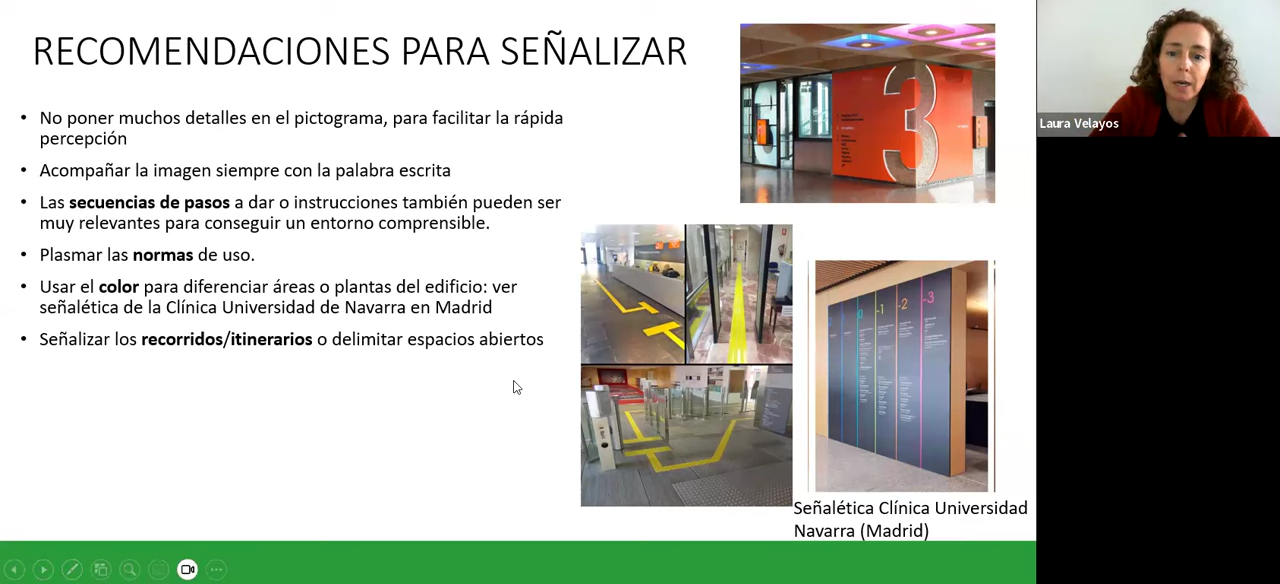 RECOMENDACIONES PARA SEÑALIZAR
• No poner muchos detalles en el pictograma, para facilitar la rápida
percepción
• Acompañar la imagen siempre con la palabra escrita
• Las secuencias de pasos a dar o instrucciones también pueden ser
muy relevantes para conseguir un entorno comprensible.
• Plasmar las normas de uso.
• Usar el color para diferenciar áreas o plantas del edificio: ver
señalética de la Clínica Universidad de Navarra en Madrid
• Señalizar los recorridos/itinerarios o delimitar espacios abiertos
3
0
-1
-2
-3
Señalética Clínica Universidad
Navarra (Madrid)
Laura Velayos